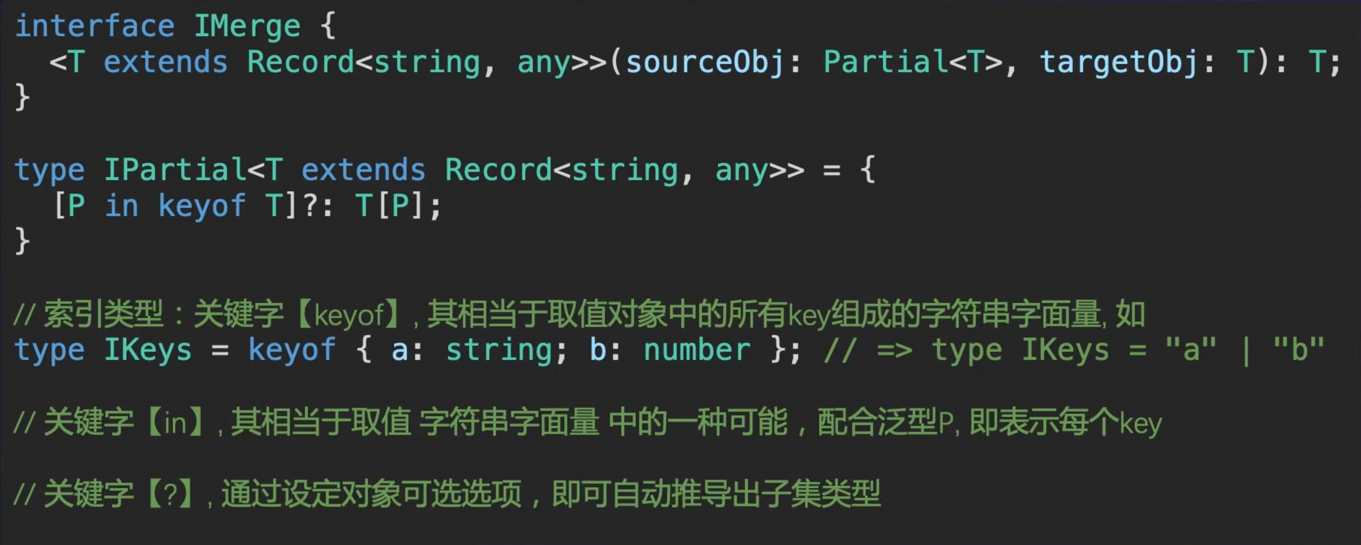 interface IMerge {
<T extends Record<string, any>>(sourceObj: Partial<T>, targetObj: T): T;
}
type IPartial<T extends Record<string, any>> = {
[P in keyof T]?: T[P];
}
// 索引类型：关键字【keyof】, 其相当于取值对象中的所有key组成的字符串字面量, 如
type IKeys = keyof { a: string; b: number }; // => type IKeys = "a" | "b"
// 关键字【in】, 其相当于取值 字符串字面量 中的一种可能，配合泛型P, 即表示每个key
// 关键字【?】, 通过设定对象可选选项，即可自动推导出子集类型